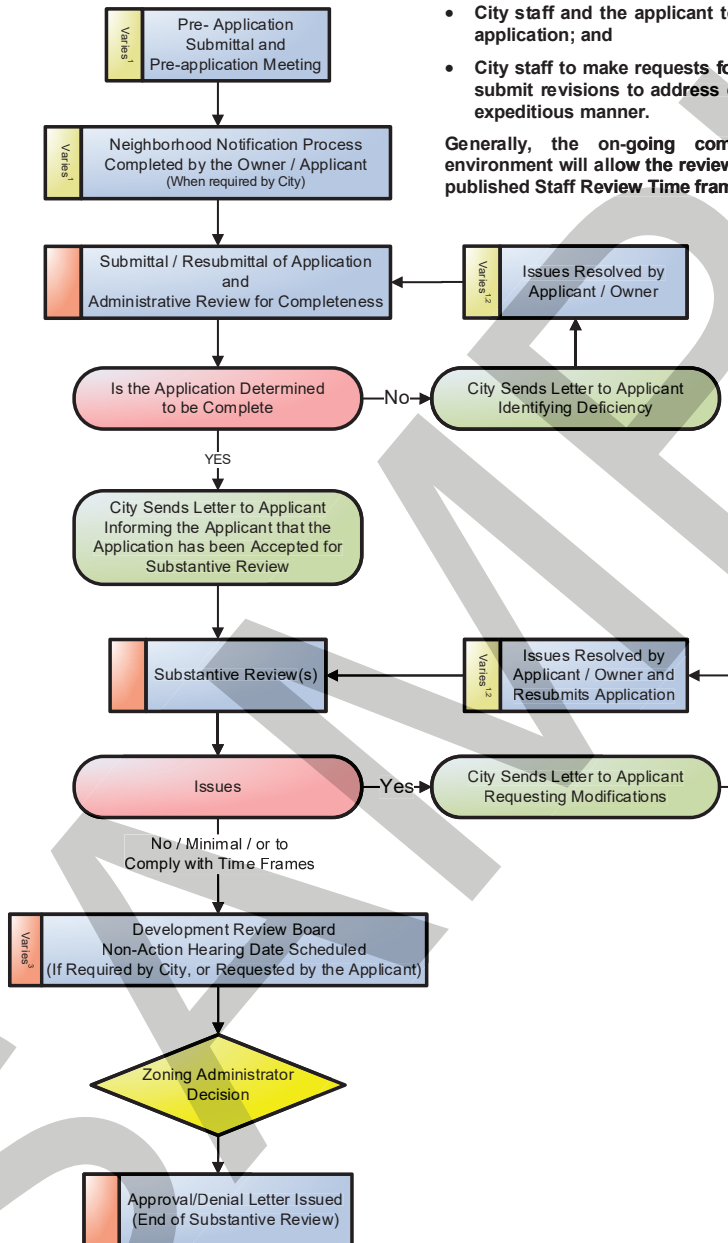 Pre- Application
Submittal and
Pre-application Meeting
Varies1
• City staff and the applicant
application; and
• City staff to make requests
submit revisions to address
expeditious manner.
Generally, the on-going
environment will allow the review
published Staff Review Time
Neighborhood Notification Process
Completed by the Owner / Applicant
(When required by City)
Varies1
Submittal / Resubmittal of Application
and
Administrative Review for Completeness
Varies1,2
Issues Resolved by
Applicant / Owner
Is the Application Determined
to be Complete
No
City Sends Letter to Applicant
Identifying Deficiency
YES
City Sends Letter to Applicant
Informing the Applicant that the
Application has been Accepted for
Substantive Review
Substantive Review(s)
Varies1,2
Issues Resolved by
Applicant / Owner and
Resubmits Application
Issues
Yes
City Sends Letter to Applicant
Requesting Modifications
No / Minimal / or to
Comply with Time Frames
Varies3
Development Review Board
Non-Action Hearing Date Scheduled
(If Required by City, or Requested by the Applicant)
Zoning Administrator
Decision
Approval/Denial Letter Issued
(End of Substantive Review)